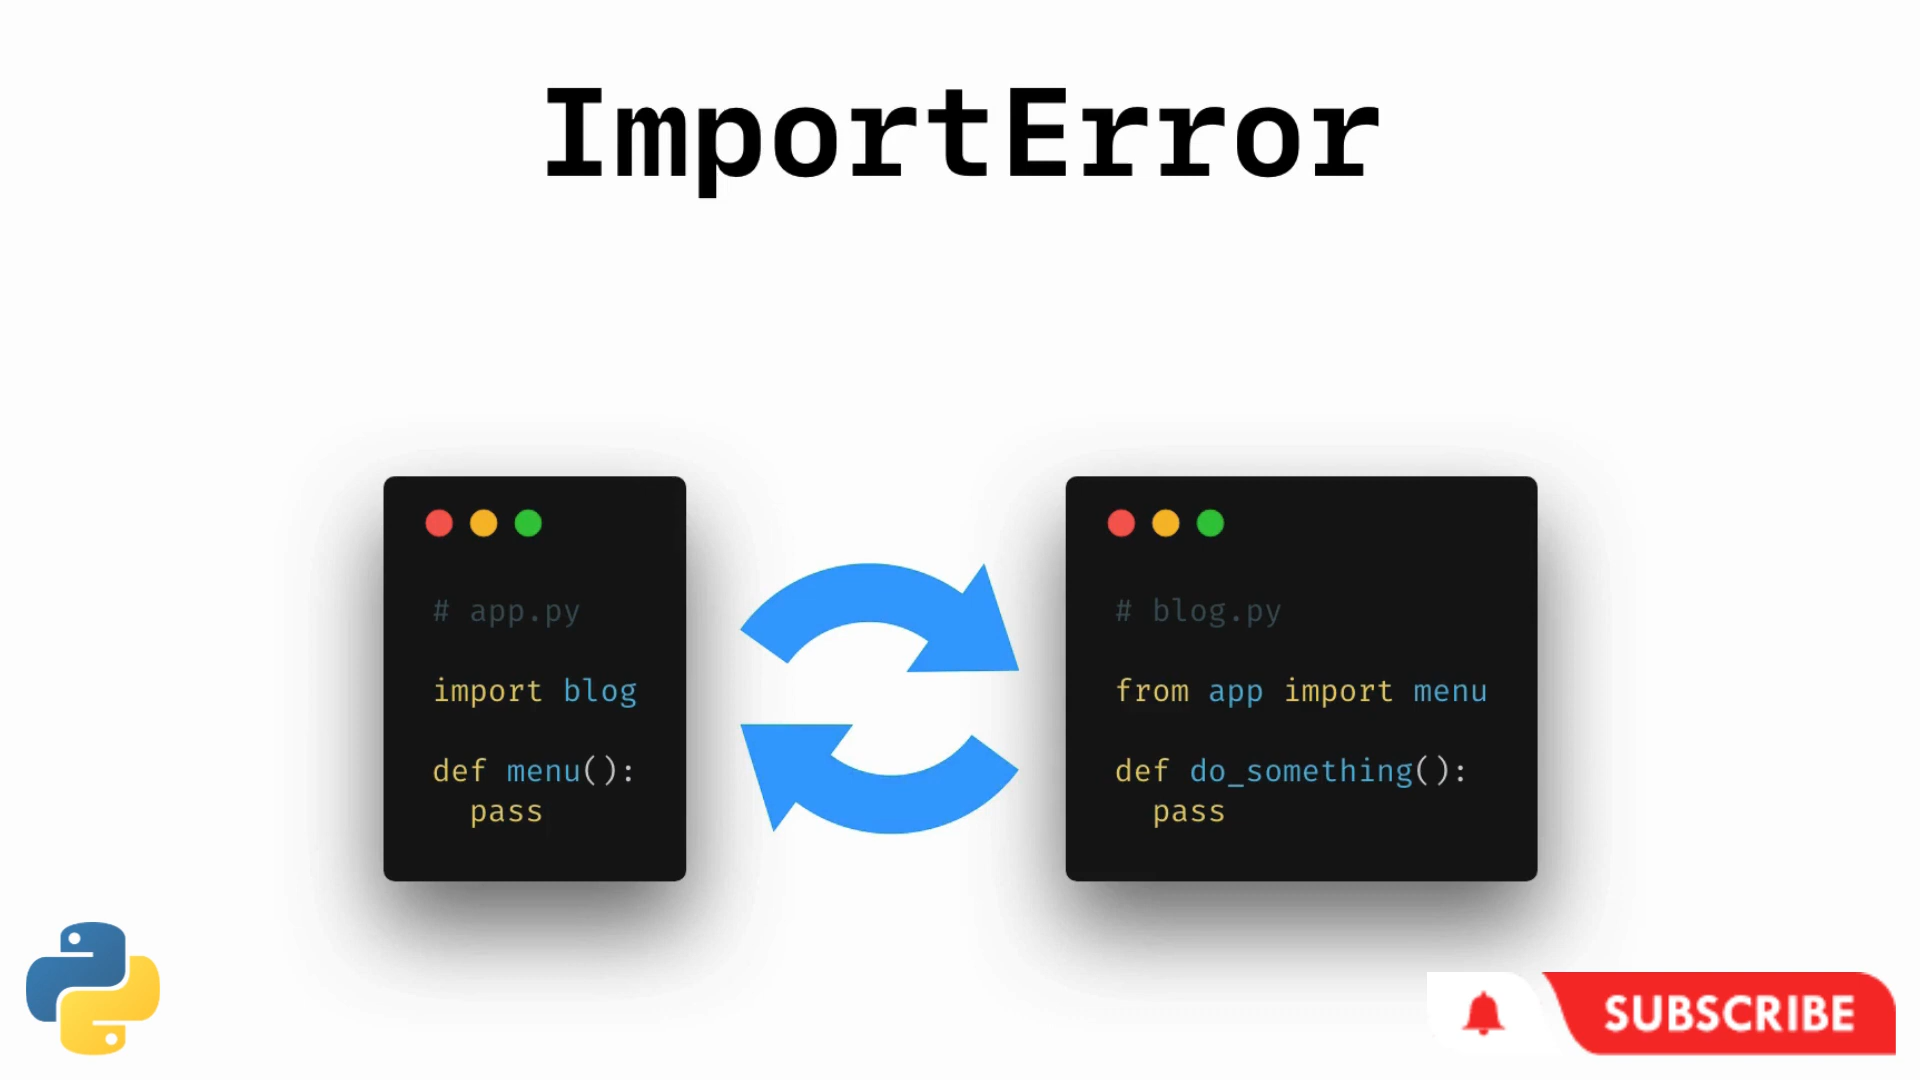 ImportError
# app.py
import blog
def menu():
  pass
# blog.py
from app import menu
def do_something():
  pass
SUBSCRIBE